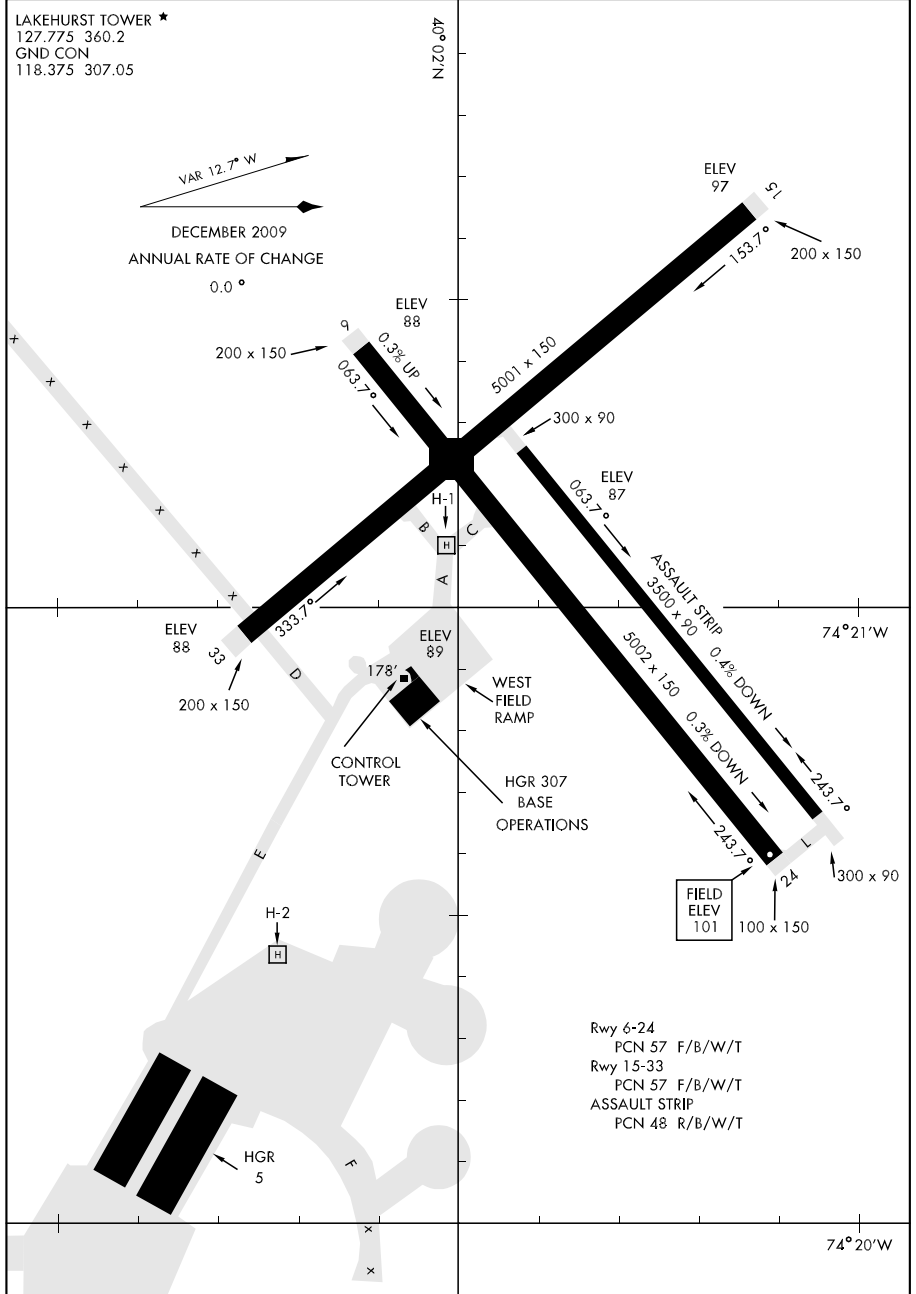 LAKEHURST TOWER ★
127.775 360.2
GND CON
118.375 307.05
40° 02'N
VAR 12.7° W
DECEMBER 2009
ANNUAL RATE OF CHANGE
0.0 °
ELEV
97
15
153.7°
200 x 150
ELEV
88
6
200 x 150
0.3% UP
063.7°
5001 x 150
300 x 90
x
x
x
x
x
x
x
H-1
H
B
C
A
ELEV
87
063.7°
ASSAULT STRIP
3500 x 90
0.4% DOWN
243.7°
5002 x 150
0.3% DOWN
243.7°
74°21'W
ELEV
88
33
333.7°
200 x 150
D
ELEV
89
178'
WEST
FIELD
RAMP
CONTROL
TOWER
HGR 307
BASE
OPERATIONS
E
L
24
300 x 90
FIELD
ELEV
101
100 x 150
H-2
H
Rwy 6-24
PCN 57 F/B/W/T
Rwy 15-33
PCN 57 F/B/W/T
ASSAULT STRIP
PCN 48 R/B/W/T
HGR
5
F
x
x
74°20'W